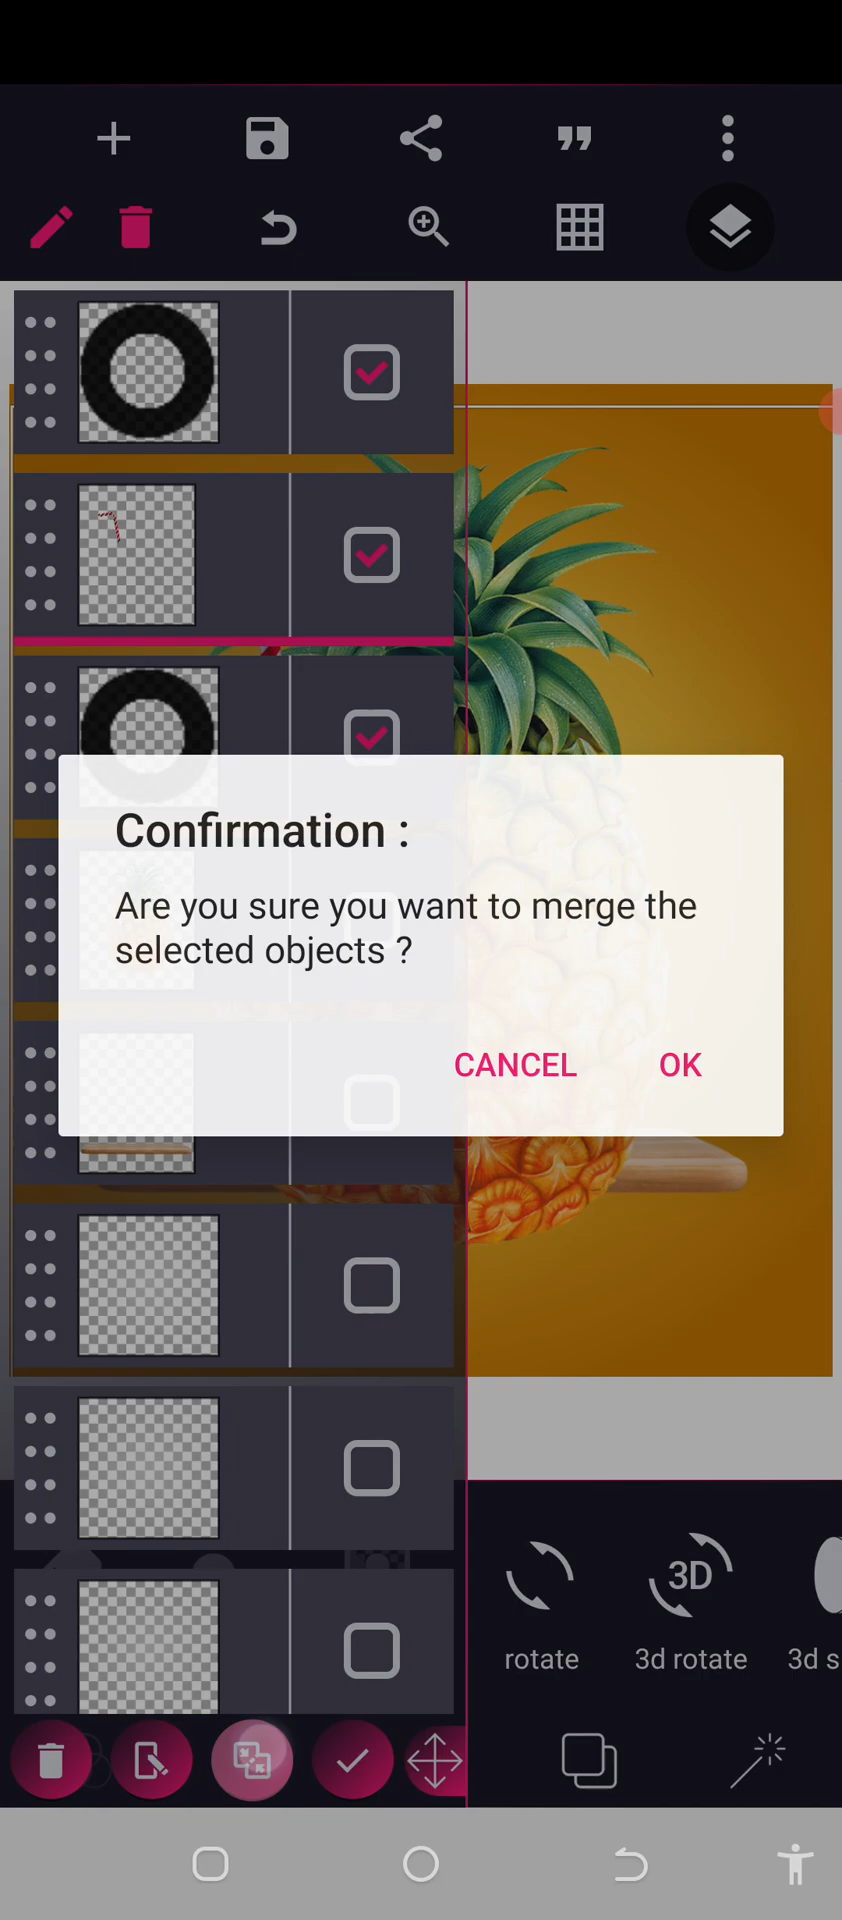 Confirmation :
Are you sure you want to merge the
selected objects ?
CANCEL OK
3D
rotate 3d rotate 3d s